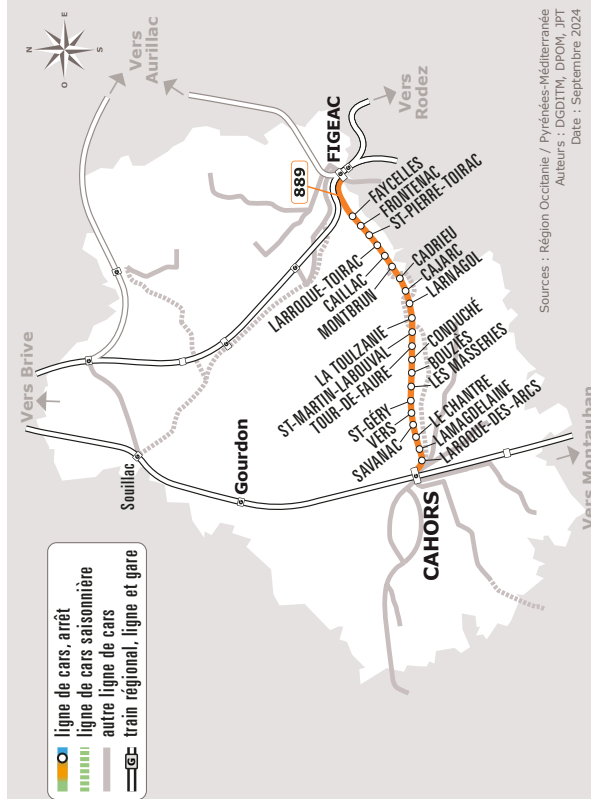 N
E
S
O
Vers
Aurillac
Vers Brive
Vers
Rodez
Vers Montauban
Souillac
Gourdon
FIGEAC
889
FAYCELLES
FRONTENAC
ST-PIERRE-TOIRAC
LARROQUE-TOIRAC
CAILLAC
MONTBRUN
CADRIEU
CAJARC
LARNAGOL
LA TOULZANIE
ST-MARTIN-LABOUVAL
TOUR-DE-FAURE
CONDUCHÉ
BOUZIÈS
LES MASSERIES
ST-GÉRY
VERS
SAVANAC
LE CHANTRE
LAMAGDELAINE
LAROQUE-DES-ARCS
CAHORS
ligne de cars, arrêt
ligne de cars saisonnière
autre ligne de cars
G train régional, ligne et gare
Sources : Région Occitanie / Pyrénées-Méditerranée
Auteurs : DGDITM, DPOM, JPT
Date : Septembre 2024